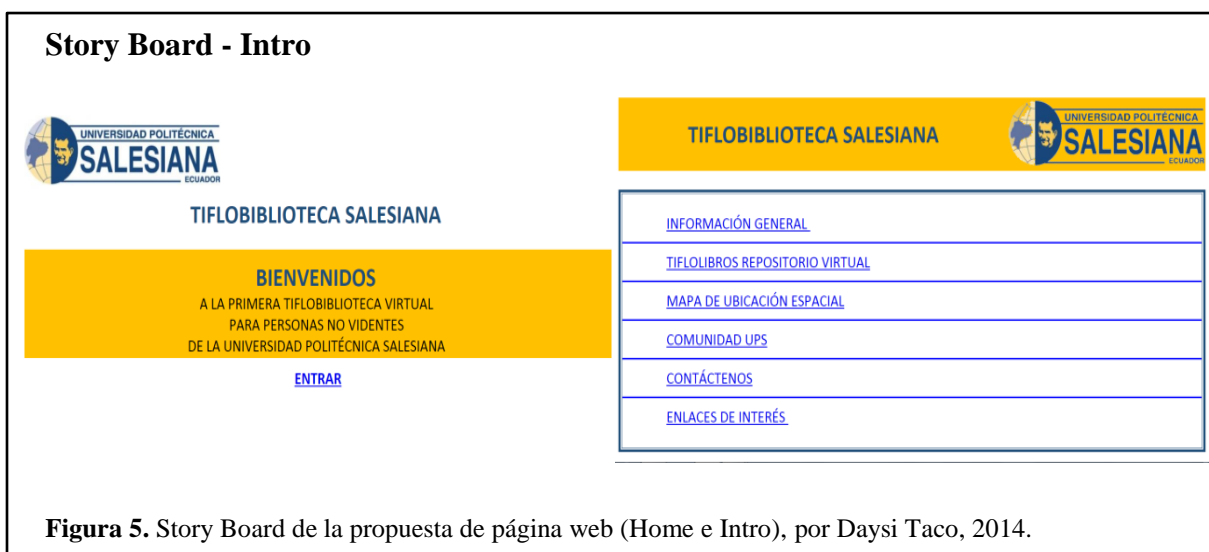 Story Board - Intro
UNIVERSIDAD POLITÉCNICA
SALESIANA
ECUADOR
TIFLOBIBLIOTECA SALESIANA
BIENVENIDOS
A LA PRIMERA TIFLOBIBLIOTECA VIRTUAL
PARA PERSONAS NO VIDENTES
DE LA UNIVERSIDAD POLITÉCNICA SALESIANA
ENTRAR
TIFLOBIBLIOTECA SALESIANA
UNIVERSIDAD POLITÉCNICA
SALESIANA
ECUADOR
INFORMACIÓN GENERAL
TIFLOLIBROS REPOSITORIO VIRTUAL
MAPA DE UBICACIÓN ESPACIAL
COMUNIDAD UPS
CONTÁCTENOS
ENLACES DE INTERÉS
Figura 5. Story Board de la propuesta de página web (Home e Intro), por Daysi Taco, 2014.